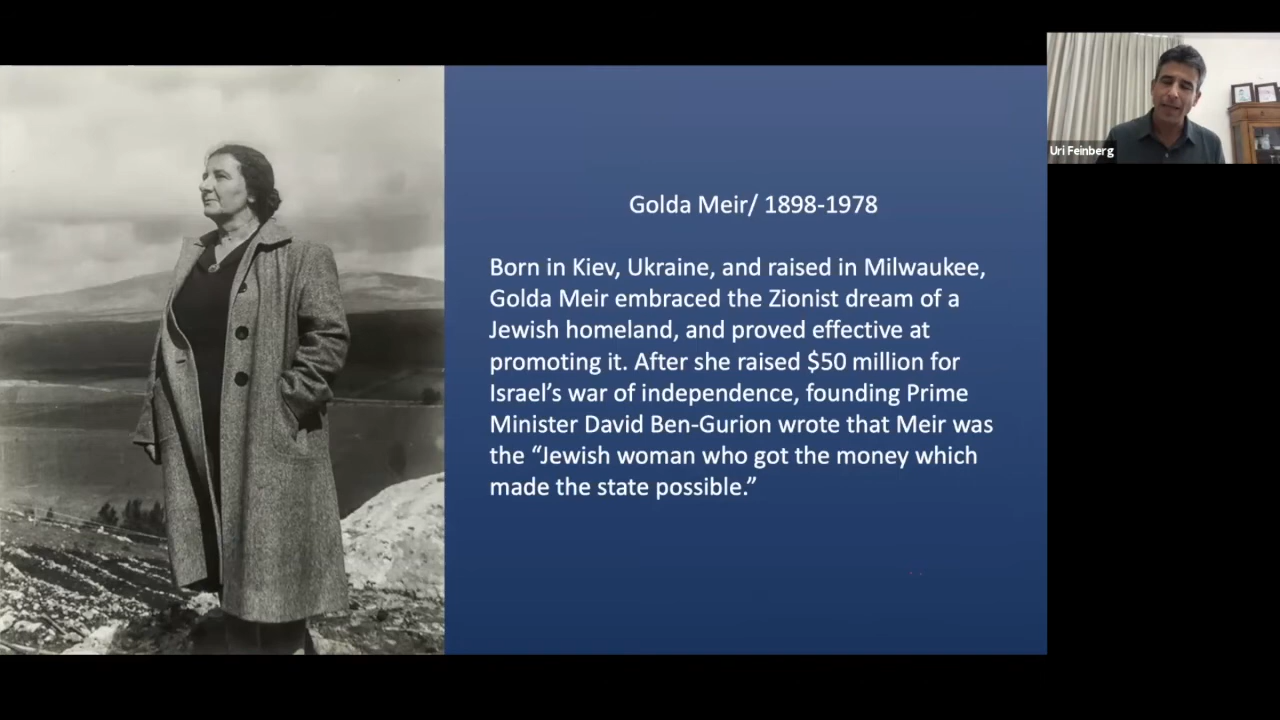 Golda Meir/ 1898-1978
Born in Kiev, Ukraine, and raised in Milwaukee,
Golda Meir embraced the Zionist dream of a
Jewish homeland, and proved effective at
promoting it. After she raised $50 million for
Israel’s war of independence, founding Prime
Minister David Ben-Gurion wrote that Meir was
the “Jewish woman who got the money which
made the state possible.”
Uri Feinberg